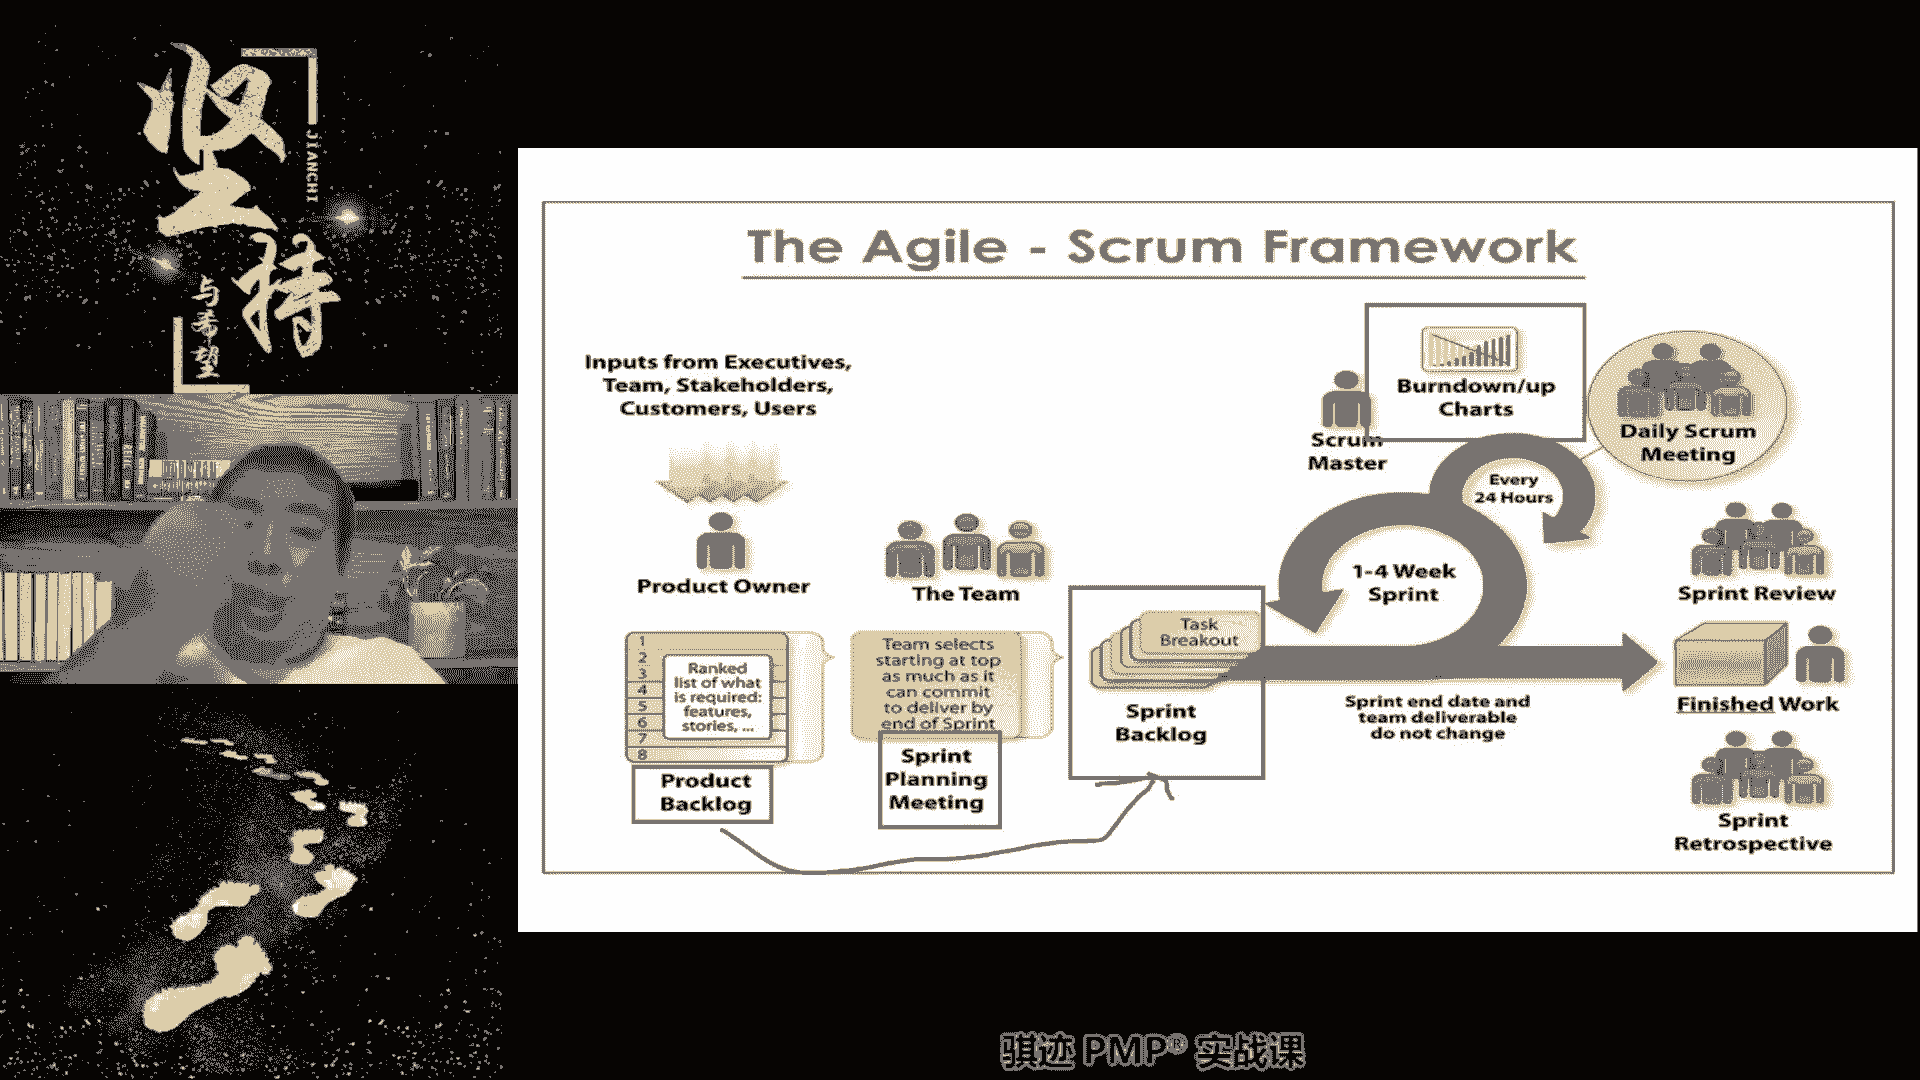 坚持
JIANCHI
与希望
The Agile - Scrum Framework
Inputs from Executives,
Team, Stakeholders,
Customers, Users
Product Owner
The Team
1
2
3
4
5
6
7
8
Ranked
list of what
is required:
features,
stories, ...
Product
Backlog
Team selects
starting at top
as much as it
can commit
to deliver by
end of Sprint
Sprint
Planning
Meeting
Task
Breakout
Sprint
Backlog
Scrum
Master
Burndown/up
Charts
Every
24 Hours
Daily Scrum
Meeting
1-4 Week
Sprint
Sprint end date and
team deliverable
do not change
Sprint Review
Finished Work
Sprint
Retrospective
骐迹 PMP® 实战课